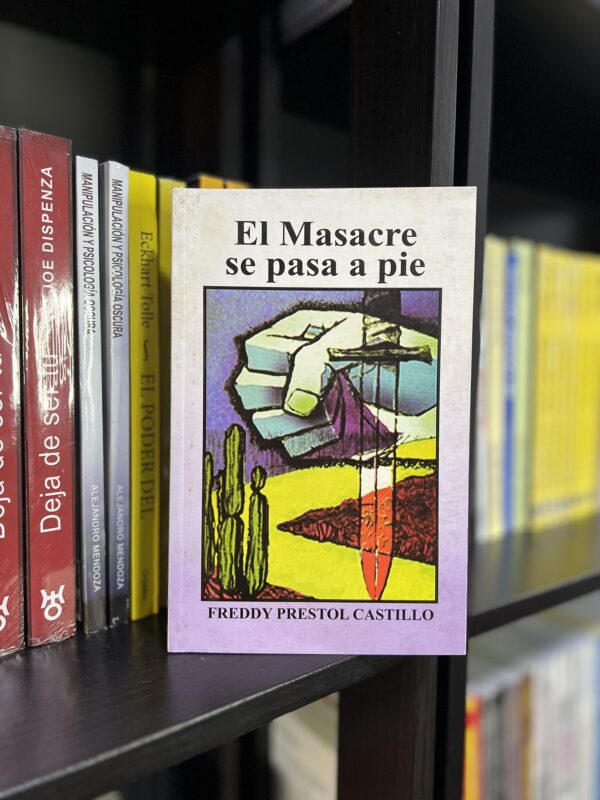 El Masacre
se pasa a pie
FREDDY PRESTOL CASTILLO
Deja de ser tú
JOE DISPENZA
MANIPULACIÓN Y PSICOLOGÍA OSCURA
ALEJANDRO MENDOZA
MANIPULACIÓN Y PSICOLOGÍA OSCURA
ALEJANDRO MENDOZA
Eckhart Tolle
EL PODER DEL